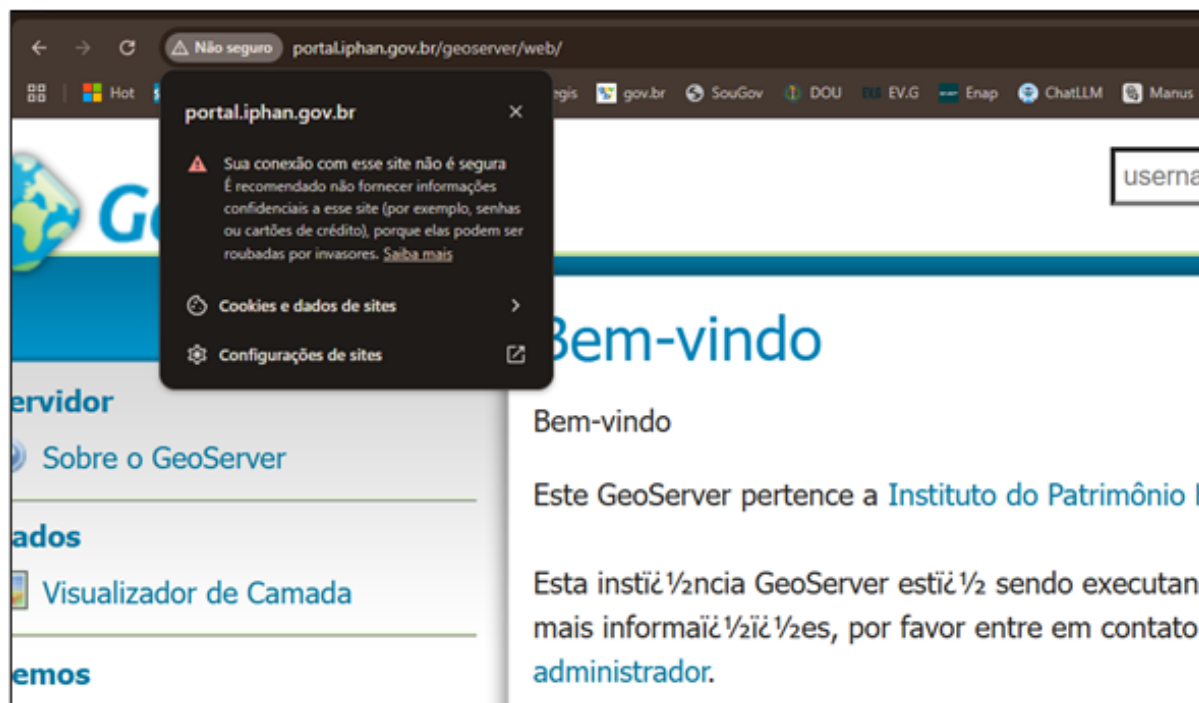 Não seguro portal.iphan.gov.br/geoserver/web/
Hot egis gov.br SouGov DOU EV.G Enap ChatLLM Manus
portal.iphan.gov.br
Sua conexão com esse site não é segura
É recomendado não fornecer informações
confidenciais a esse site (por exemplo, senhas
ou cartões de crédito), porque elas podem ser
roubadas por invasores. Saiba mais
Cookies e dados de sites
Configurações de sites
G
userna
Bem-vindo
ervidor
Sobre o GeoServer
ados
Visualizador de Camada
emos
Bem-vindo
Este GeoServer pertence a Instituto do Patrimônio
Esta instï¿½ncia GeoServer estï¿½ sendo executan
mais informaï¿½ï¿½es, por favor entre em contato
administrador.